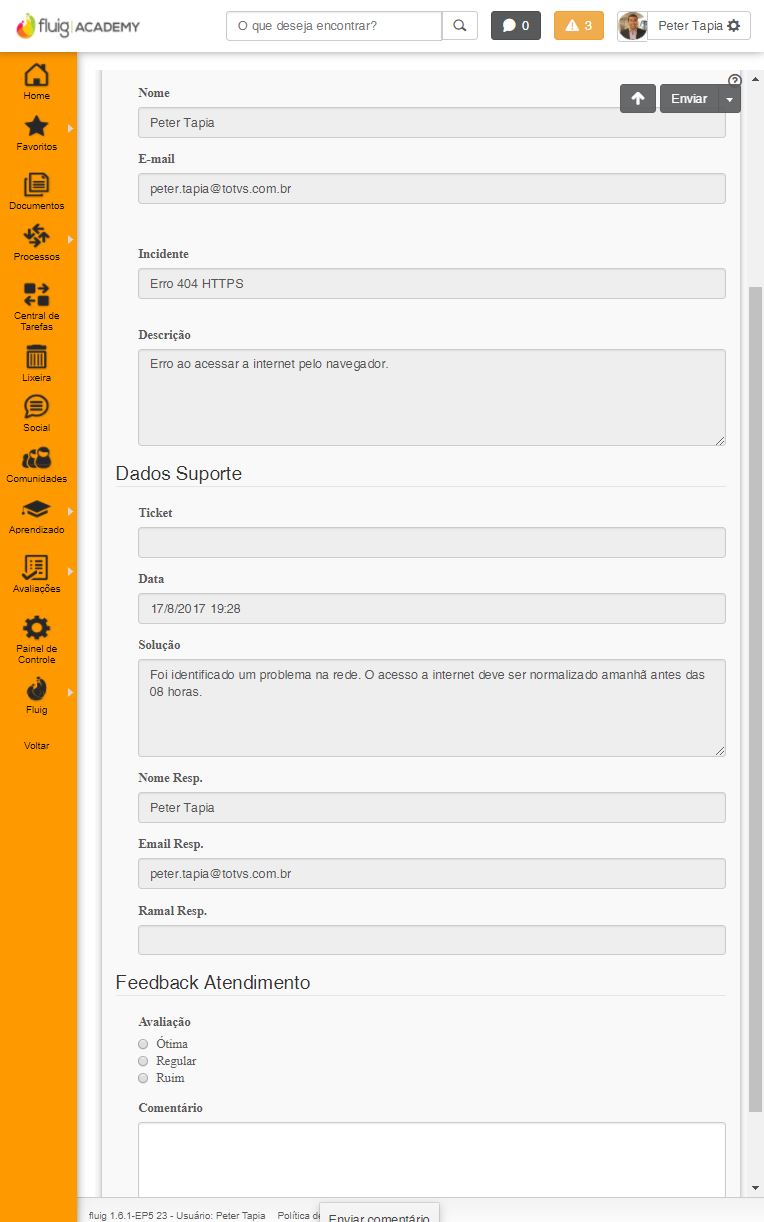 fluig ACADEMY
O que deseja encontrar?
0
3
Peter Tapia
Home
Favoritos
Documentos
Processos
Central de
Tarefas
Lixeira
Social
Comunidades
Aprendizado
Avaliações
Painel de
Controle
Fluig
Voltar
Enviar
Nome
Peter Tapia
E-mail
peter.tapia@totvs.com.br
Incidente
Erro 404 HTTPS
Descrição
Erro ao acessar a internet pelo navegador.
Dados Suporte
Ticket
Data
17/8/2017 19:28
Solução
Foi identificado um problema na rede. O acesso a internet deve ser normalizado amanhã antes das
08 horas.
Nome Resp.
Peter Tapia
Email Resp.
peter.tapia@totvs.com.br
Ramal Resp.
Feedback Atendimento
Avaliação
Ótima
Regular
Ruim
Comentário
fluig 1.6.1-EP5 23 - Usuário: Peter Tapia Política de
Enviar comentário